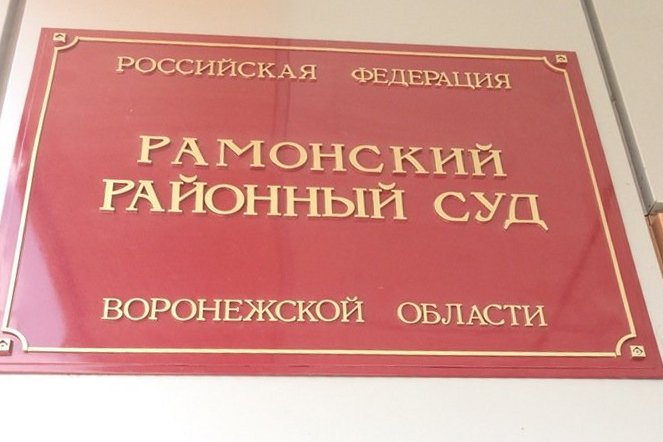 РОССИЙСКАЯ ФЕДЕРАЦИЯ
РАМОНСКИЙ
РАЙОННЫЙ СУД
ВОРОНЕЖСКОЙ ОБЛАСТИ